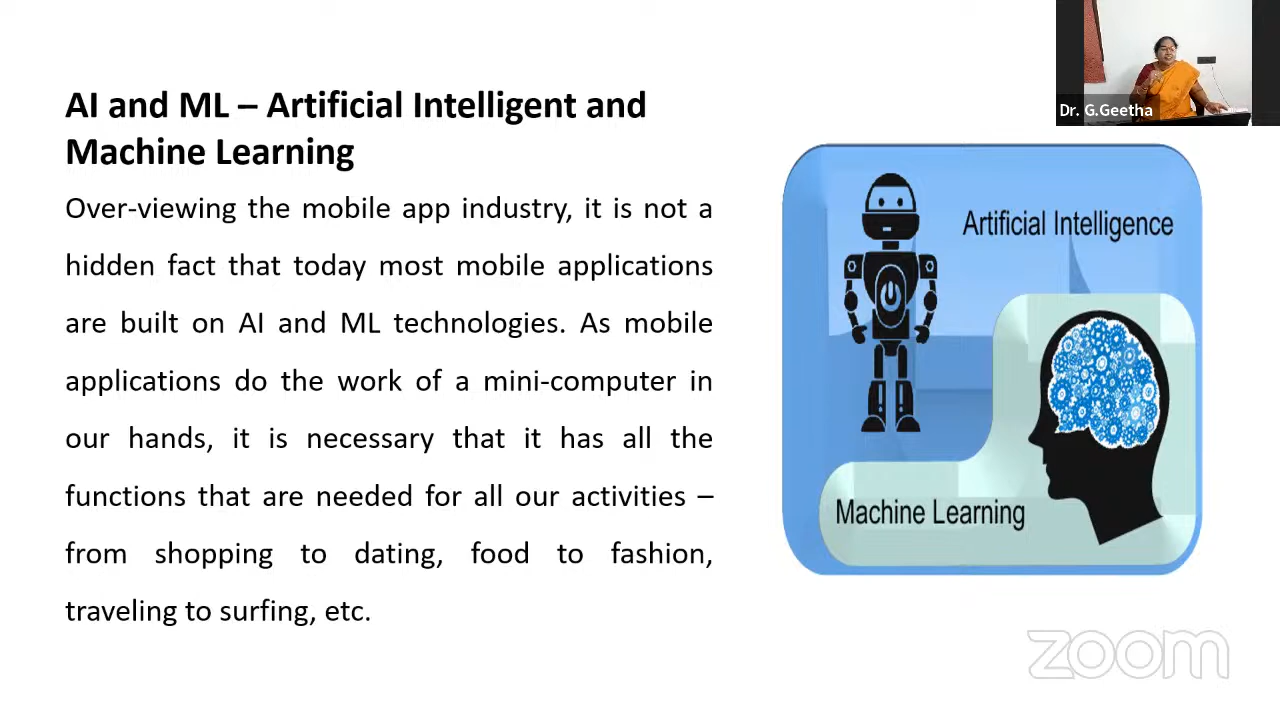 AI and ML – Artificial Intelligent and
Machine Learning
Over-viewing the mobile app industry, it is not a
hidden fact that today most mobile applications
are built on AI and ML technologies. As mobile
applications do the work of a mini-computer in
our hands, it is necessary that it has all the
functions that are needed for all our activities –
from shopping to dating, food to fashion,
traveling to surfing, etc.
Dr. G.Geetha
Artificial Intelligence
Machine Learning
zoom